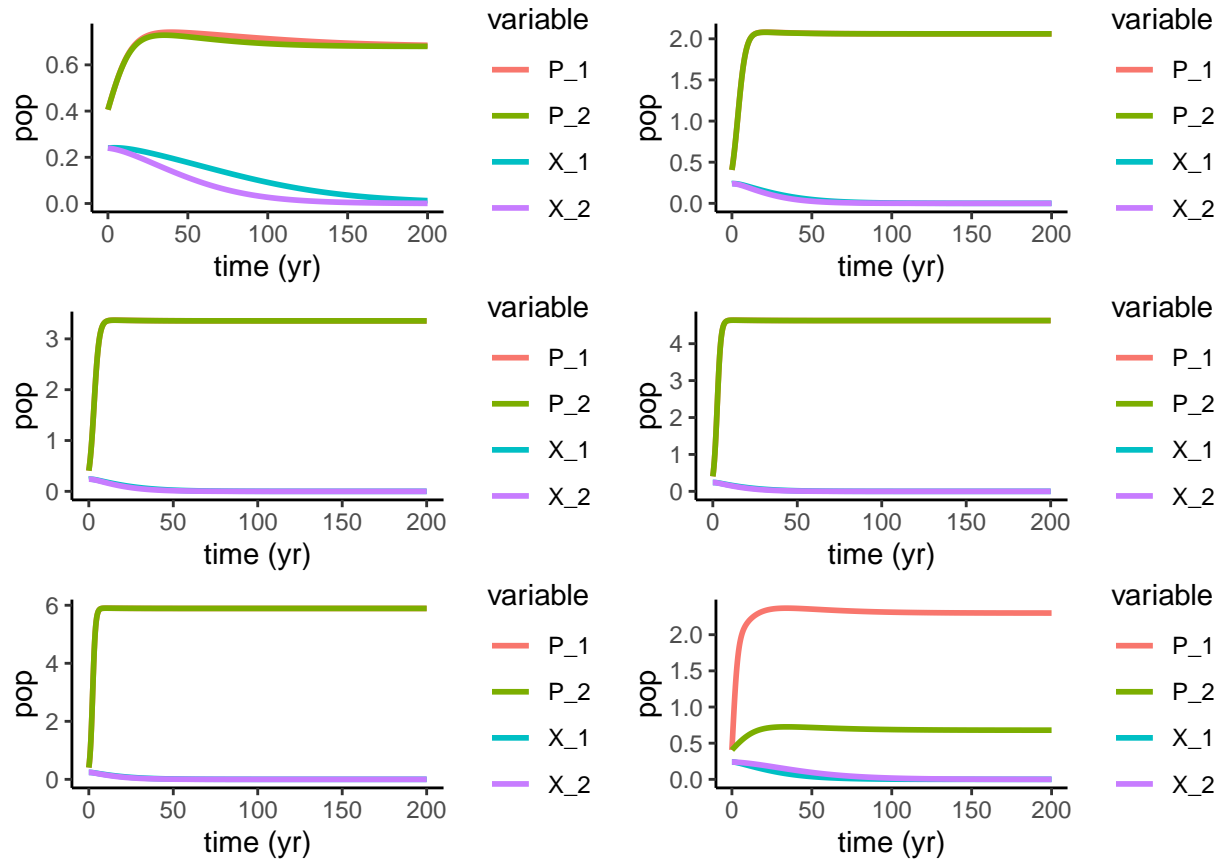 variable
P_1
P_2
X_1
X_2
pop
0.6
0.4
0.2
0.0
0 50 100 150 200
time (yr)
variable
P_1
P_2
X_1
X_2
pop
2.0
1.5
1.0
0.5
0.0
0 50 100 150 200
time (yr)
variable
P_1
P_2
X_1
X_2
pop
3
2
1
0
0 50 100 150 200
time (yr)
variable
P_1
P_2
X_1
X_2
pop
4
3
2
1
0
0 50 100 150 200
time (yr)
variable
P_1
P_2
X_1
X_2
pop
6
4
2
0
0 50 100 150 200
time (yr)
variable
P_1
P_2
X_1
X_2
pop
2.0
1.5
1.0
0.5
0.0
0 50 100 150 200
time (yr)